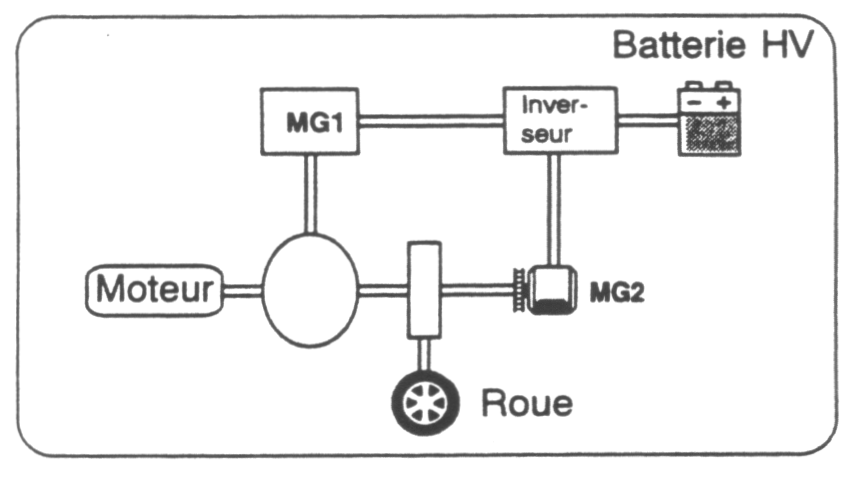 Batterie HV
MG1
Inver-
seur
- +
Moteur
MG2
Roue